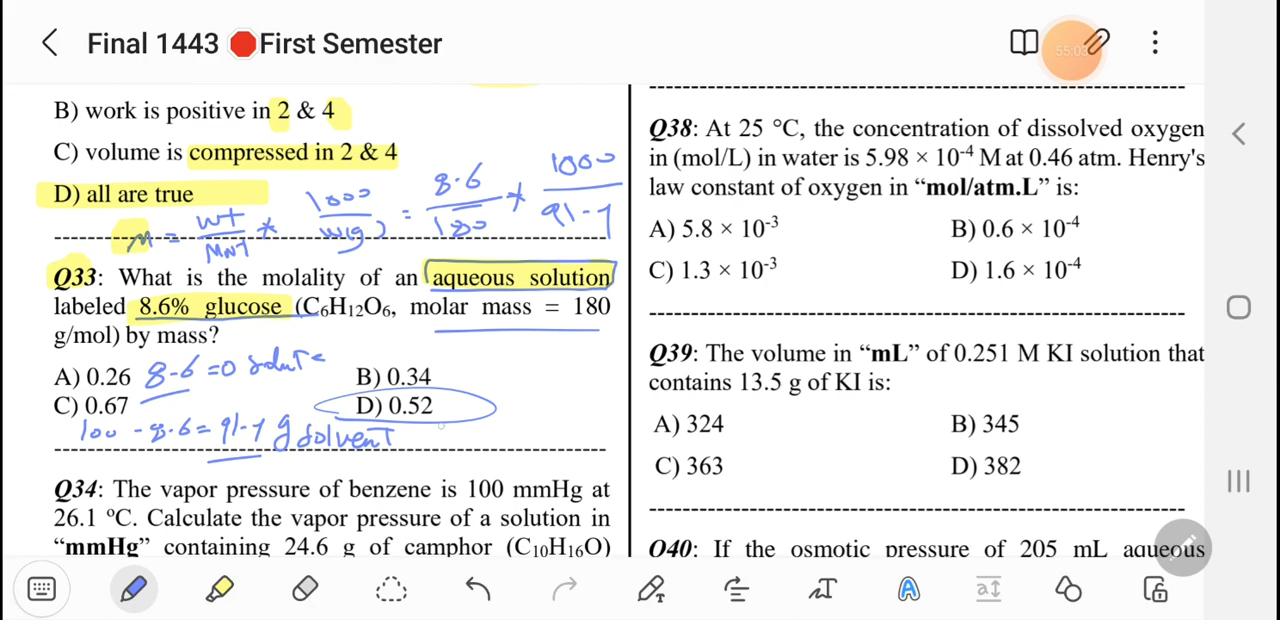 Final 1443 🛑First Semester
55:03
B) work is positive in 2 & 4
C) volume is compressed in 2 & 4
D) all are true
m = wt / Mwt * 1000 / w(g) = 8.6 / 180 * 1000 / 91.4
Q33: What is the molality of an aqueous solution
labeled 8.6% glucose (C₆H₁₂O₆, molar mass = 180
g/mol) by mass?
8.6 => solute
A) 0.26 B) 0.34
C) 0.67 D) 0.52
100 - 8.6 = 91.4 g solvent
Q34: The vapor pressure of benzene is 100 mmHg at
26.1 ºC. Calculate the vapor pressure of a solution in
“mmHg” containing 24.6 g of camphor (C₁₀H₁₆O)
Q38: At 25 °C, the concentration of dissolved oxygen
in (mol/L) in water is 5.98 × 10⁻⁴ M at 0.46 atm. Henry's
law constant of oxygen in “mol/atm.L” is:
A) 5.8 × 10⁻³ B) 0.6 × 10⁻⁴
C) 1.3 × 10⁻³ D) 1.6 × 10⁻⁴
Q39: The volume in “mL” of 0.251 M KI solution that
contains 13.5 g of KI is:
A) 324 B) 345
C) 363 D) 382
Q40: If the osmotic pressure of 205 mL aqueous